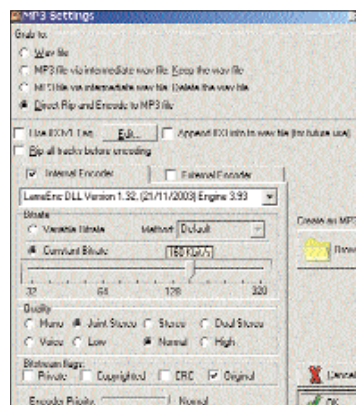 MP3 Settings
Grab to:
Wav file
MP3 file via intermediate wav file. Keep the wav file
MP3 file via intermediate wav file. Delete the wav file
Direct Rip and Encode to MP3 file
Use ID3V1 Tag Edit... Append ID3 info to wav file (for future use)
Rip all tracks before encoding
Internal Encoder External Encoder
LameEnc DLL Version 1.32, (21/11/2003) Engine 3.93
Bitrate
Variable Bitrate Method: Default
Create an MP3
Constant Bitrate (160 Kbit/s)
Brow
32 64 128 320
Quality
Mono Joint Stereo Stereo Dual Stereo
Voice Low Normal High
Bitstream flags:
Private Copyrighted CRC Original
Cancel
Encoder Priority: Normal
OK